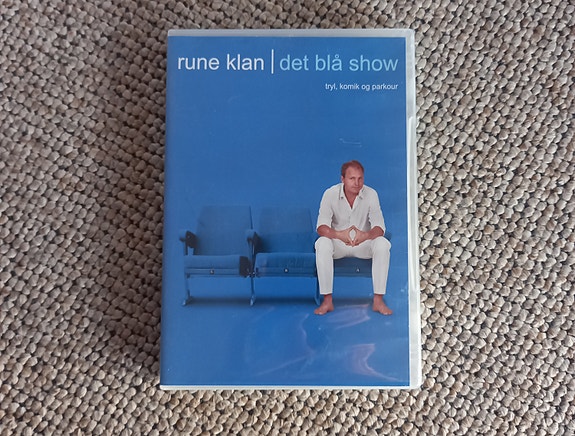 rune klan | det blå show
tryl, komik og parkour